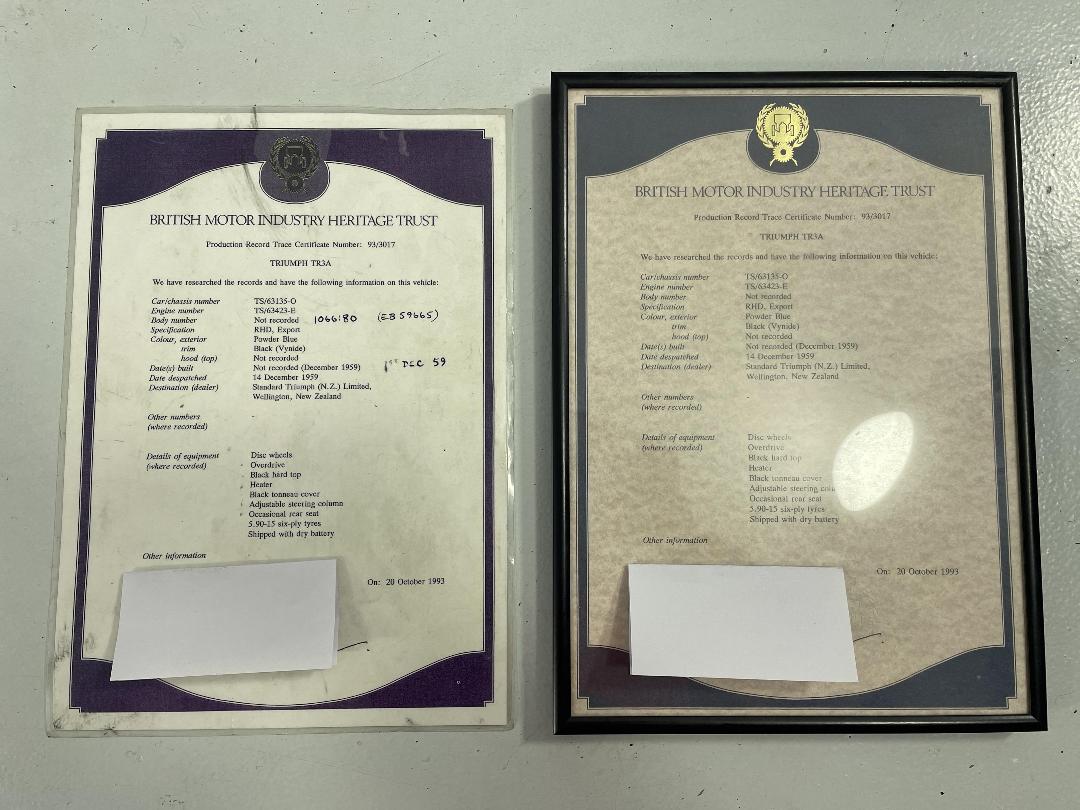 BRITISH MOTOR INDUSTRY HERITAGE TRUST
Production Record Trace Certificate Number: 93/3017
TRIUMPH TR3A
We have researched the records and have the following information on this vehicle:
Car/chassis number TS/63135-O
Engine number TS/63423-E
Body number Not recorded 1066180 (EB 59665)
Specification RHD, Export
Colour, exterior Powder Blue
trim Black (Vynide)
hood (top) Not recorded
Date(s) built Not recorded (December 1959) 1ST DEC 59
Date despatched 14 December 1959
Destination (dealer) Standard Triumph (N.Z.) Limited,
Wellington, New Zealand
Other numbers -
(where recorded)
Details of equipment Disc wheels
(where recorded) Overdrive
Black hard top
Heater
Black tonneau cover
Adjustable steering column
Occasional rear seat
5.90-15 six-ply tyres
Shipped with dry battery
Other information
On: 20 October 1993
BRITISH MOTOR INDUSTRY HERITAGE TRUST
Production Record Trace Certificate Number: 93/3017
TRIUMPH TR3A
We have researched the records and have the following information on this vehicle:
Car/chassis number TS/63135-O
Engine number TS/63423-E
Body number Not recorded
Specification RHD, Export
Colour, exterior Powder Blue
trim Black (Vynide)
hood (top) Not recorded
Date(s) built Not recorded (December 1959)
Date despatched 14 December 1959
Destination (dealer) Standard Triumph (N.Z.) Limited,
Wellington, New Zealand
Other numbers -
(where recorded)
Details of equipment Disc wheels
(where recorded) Overdrive
Black hard top
Heater
Black tonneau cover
Adjustable steering colu
Occasional rear seat
5.90-15 six-ply tyres
Shipped with dry battery
Other information
On: 20 October 1993